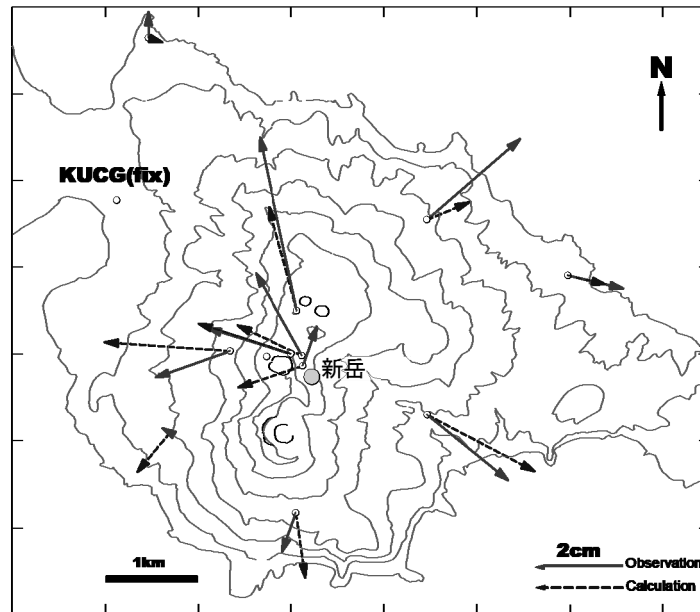 N
KUCG(fix)
新岳
2cm
Observation
Calculation
1km